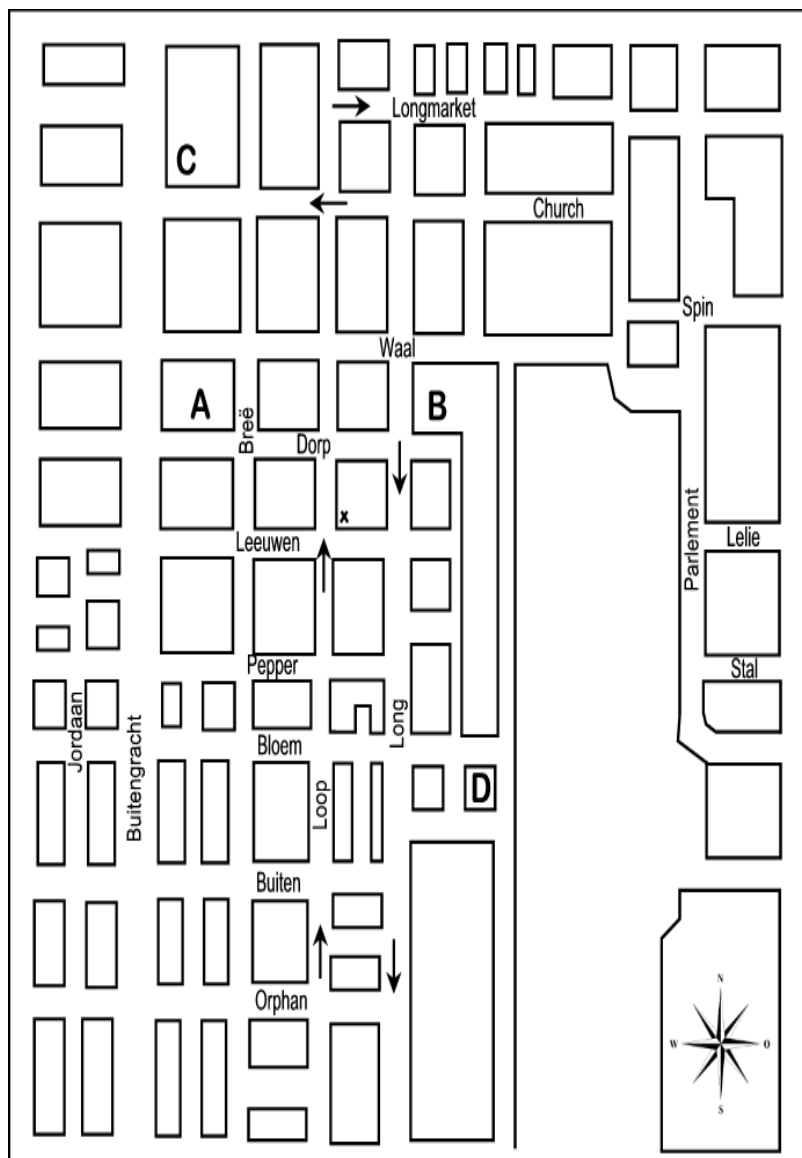 Longmarket
C
Church
Spin
Waal
A
B
Breë
Dorp
Parlement
x
Leeuwen
Lelie
Pepper
Stal
Jordaan
Buitengracht
Long
Bloem
Loop
D
Buiten
Orphan
N
W
O
S